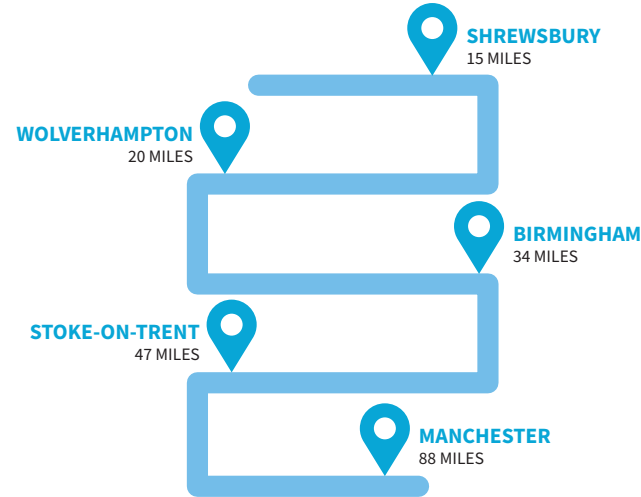 SHREWSBURY
15 MILES
WOLVERHAMPTON
20 MILES
BIRMINGHAM
34 MILES
STOKE-ON-TRENT
47 MILES
MANCHESTER
88 MILES